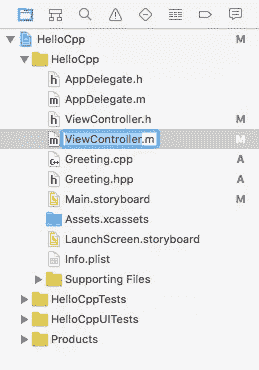 HelloCpp M
HelloCpp
h AppDelegate.h
m AppDelegate.m
h ViewController.h M
m ViewController.m M
C++ Greeting.cpp A
h Greeting.hpp A
Main.storyboard M
Assets.xcassets
LaunchScreen.storyboard
Info.plist
Supporting Files
HelloCppTests
HelloCppUITests
Products